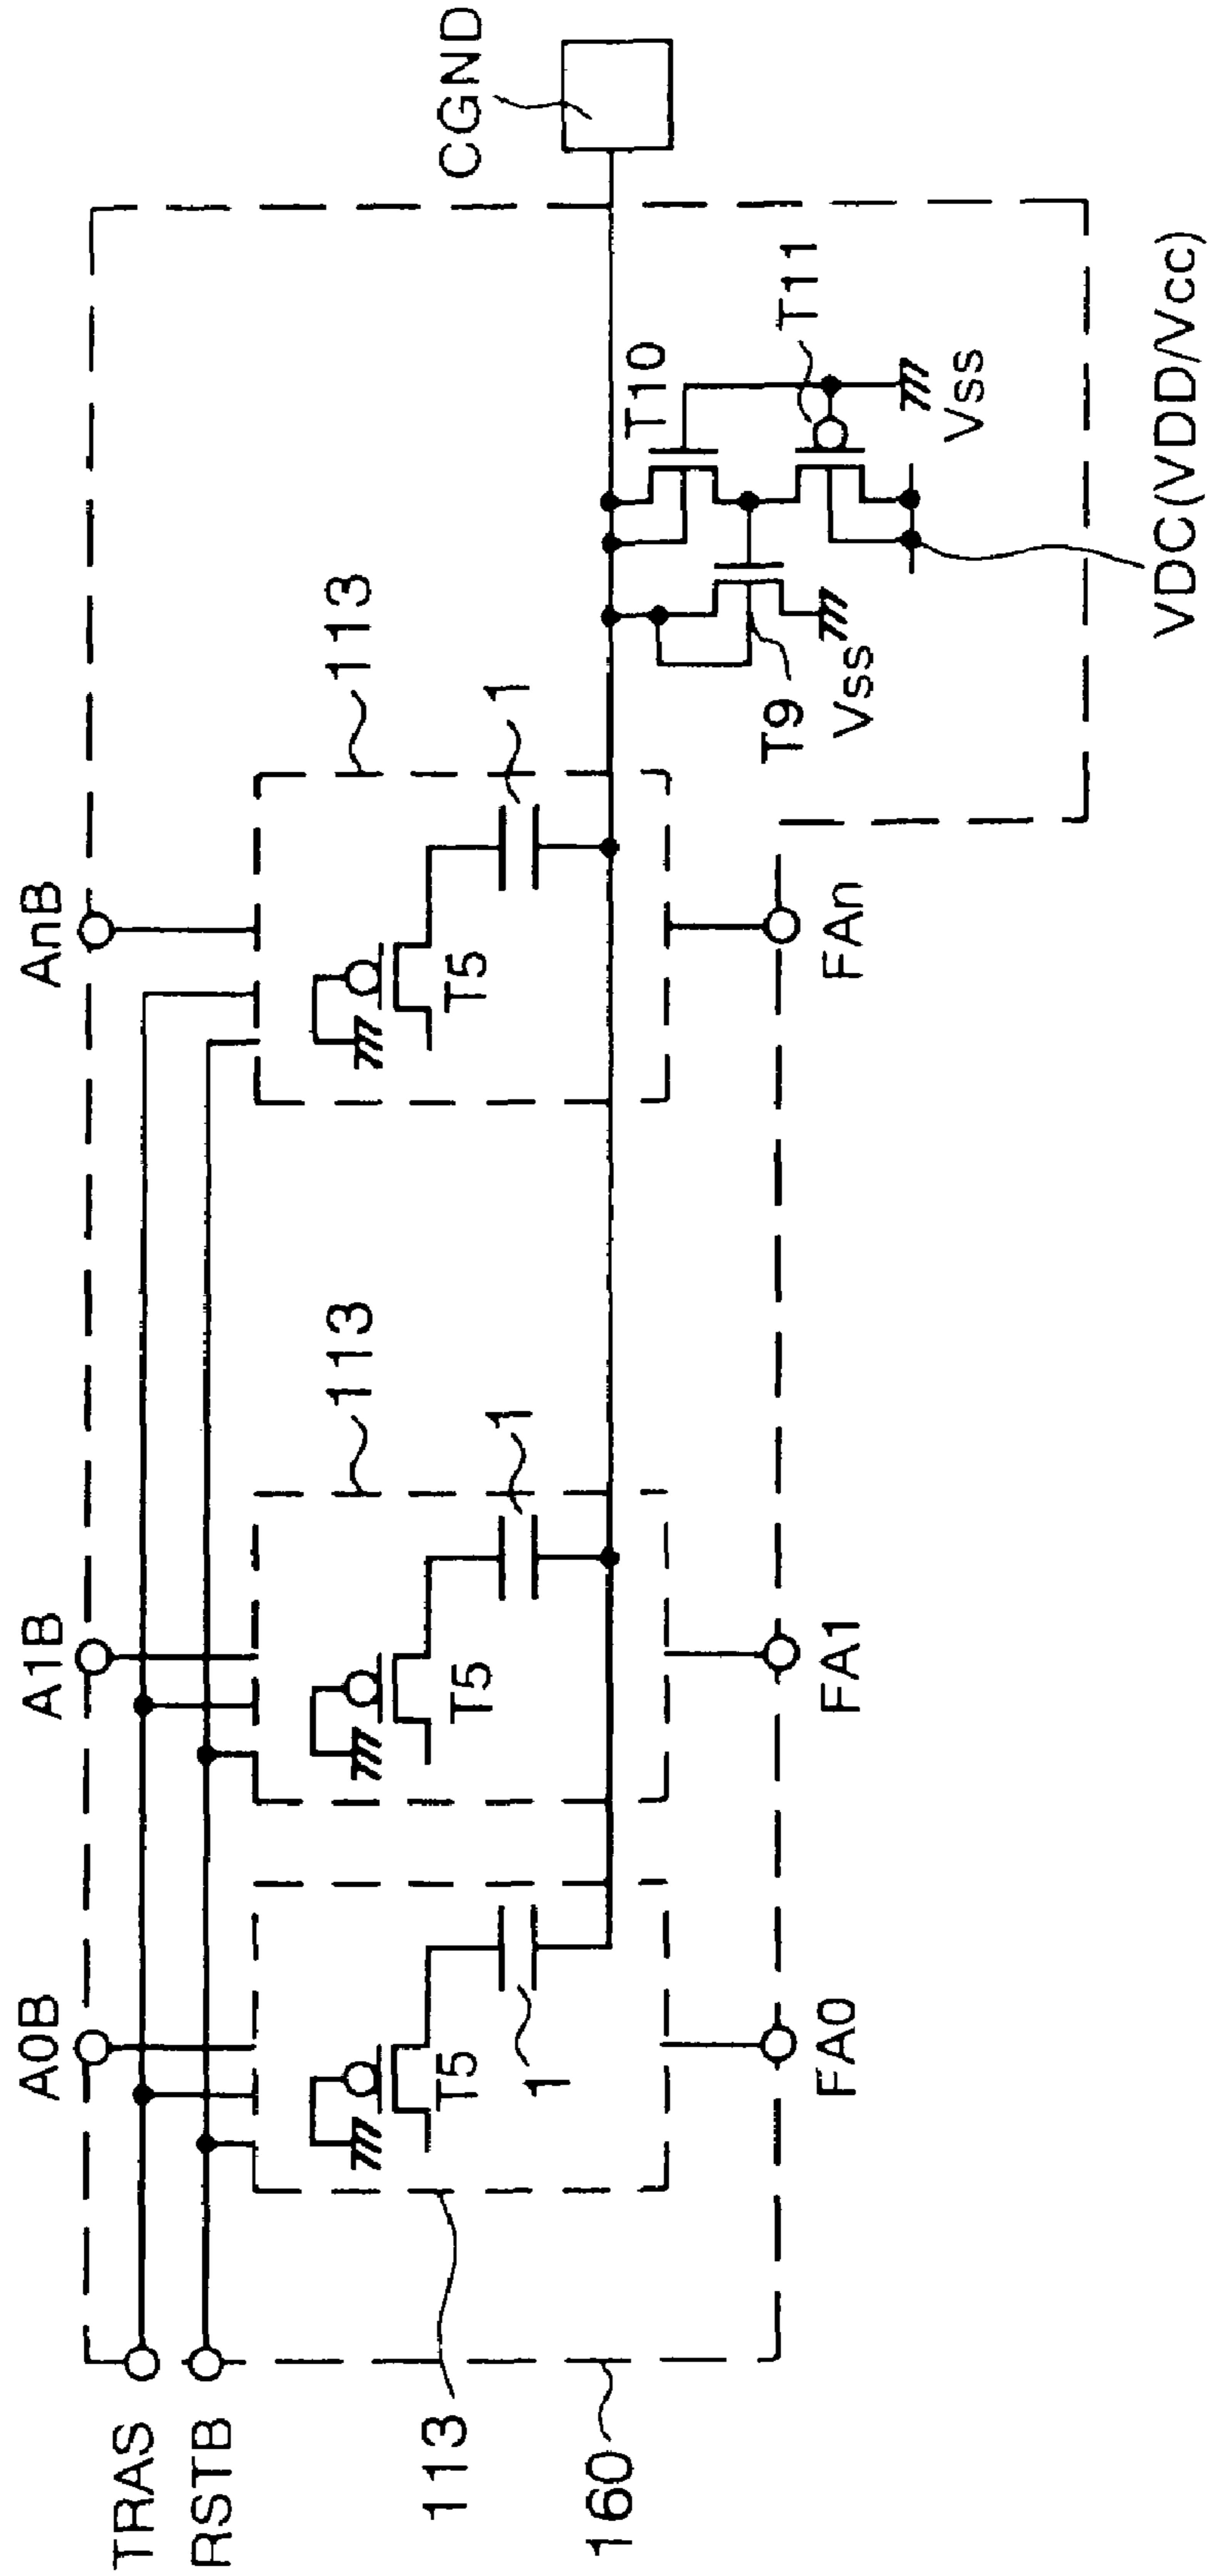 A0B
A1B
AnB
TRAS
RSTB
CGND
113
113
113
T5
T5
T5
1
1
1
T10
T11
T9
Vss
Vss
160
FA0
FA1
FAn
VDC(VDD/Vcc)